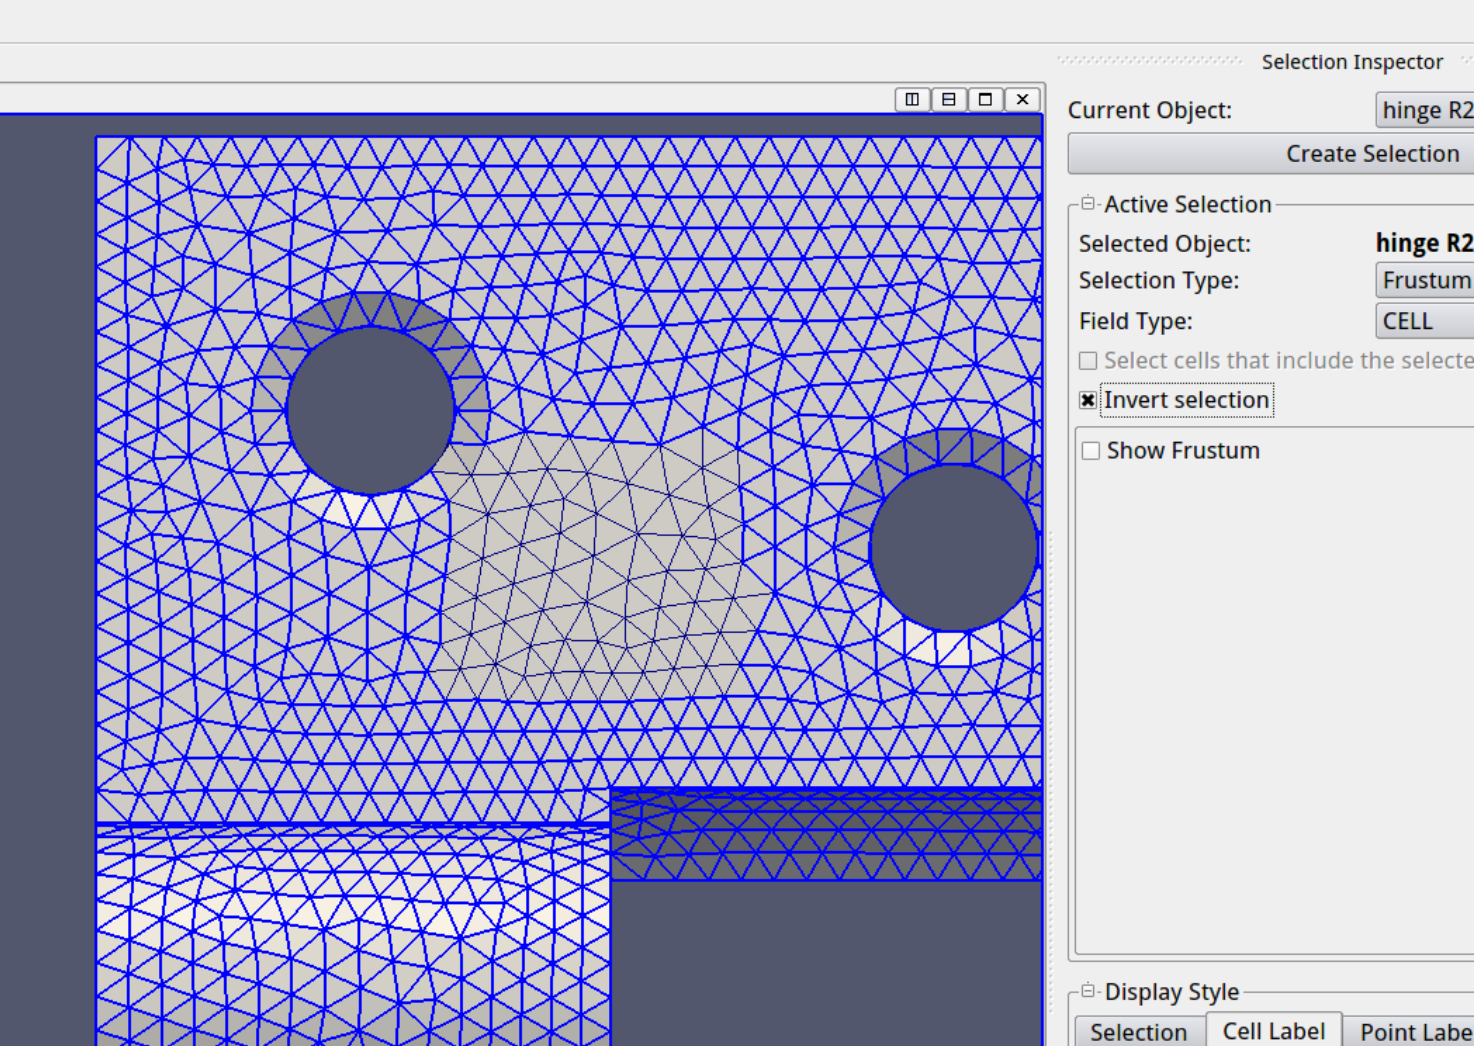 Selection Inspector
Current Object: hinge R2
Create Selection
Active Selection
Selected Object: hinge R2
Selection Type: Frustum
Field Type: CELL
Select cells that include the selecte
Invert selection
Show Frustum
Display Style
Selection Cell Label Point Labe